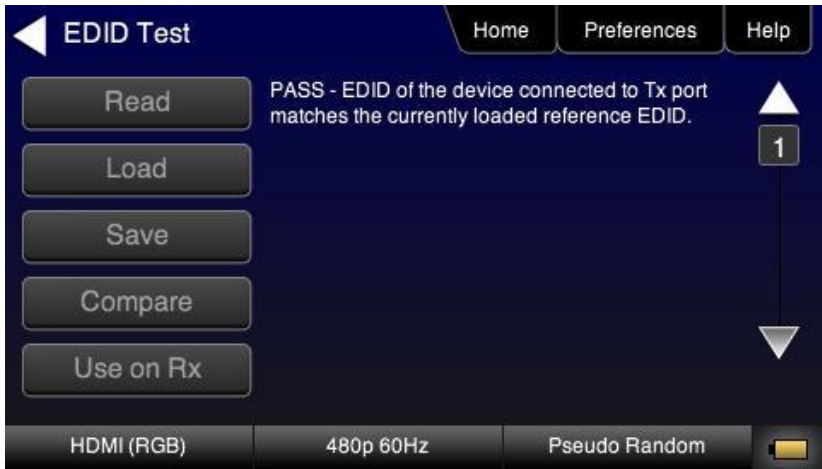 EDID Test
Home
Preferences
Help
Read
Load
Save
Compare
Use on Rx
PASS - EDID of the device connected to Tx port
matches the currently loaded reference EDID.
1
HDMI (RGB)
480p 60Hz
Pseudo Random